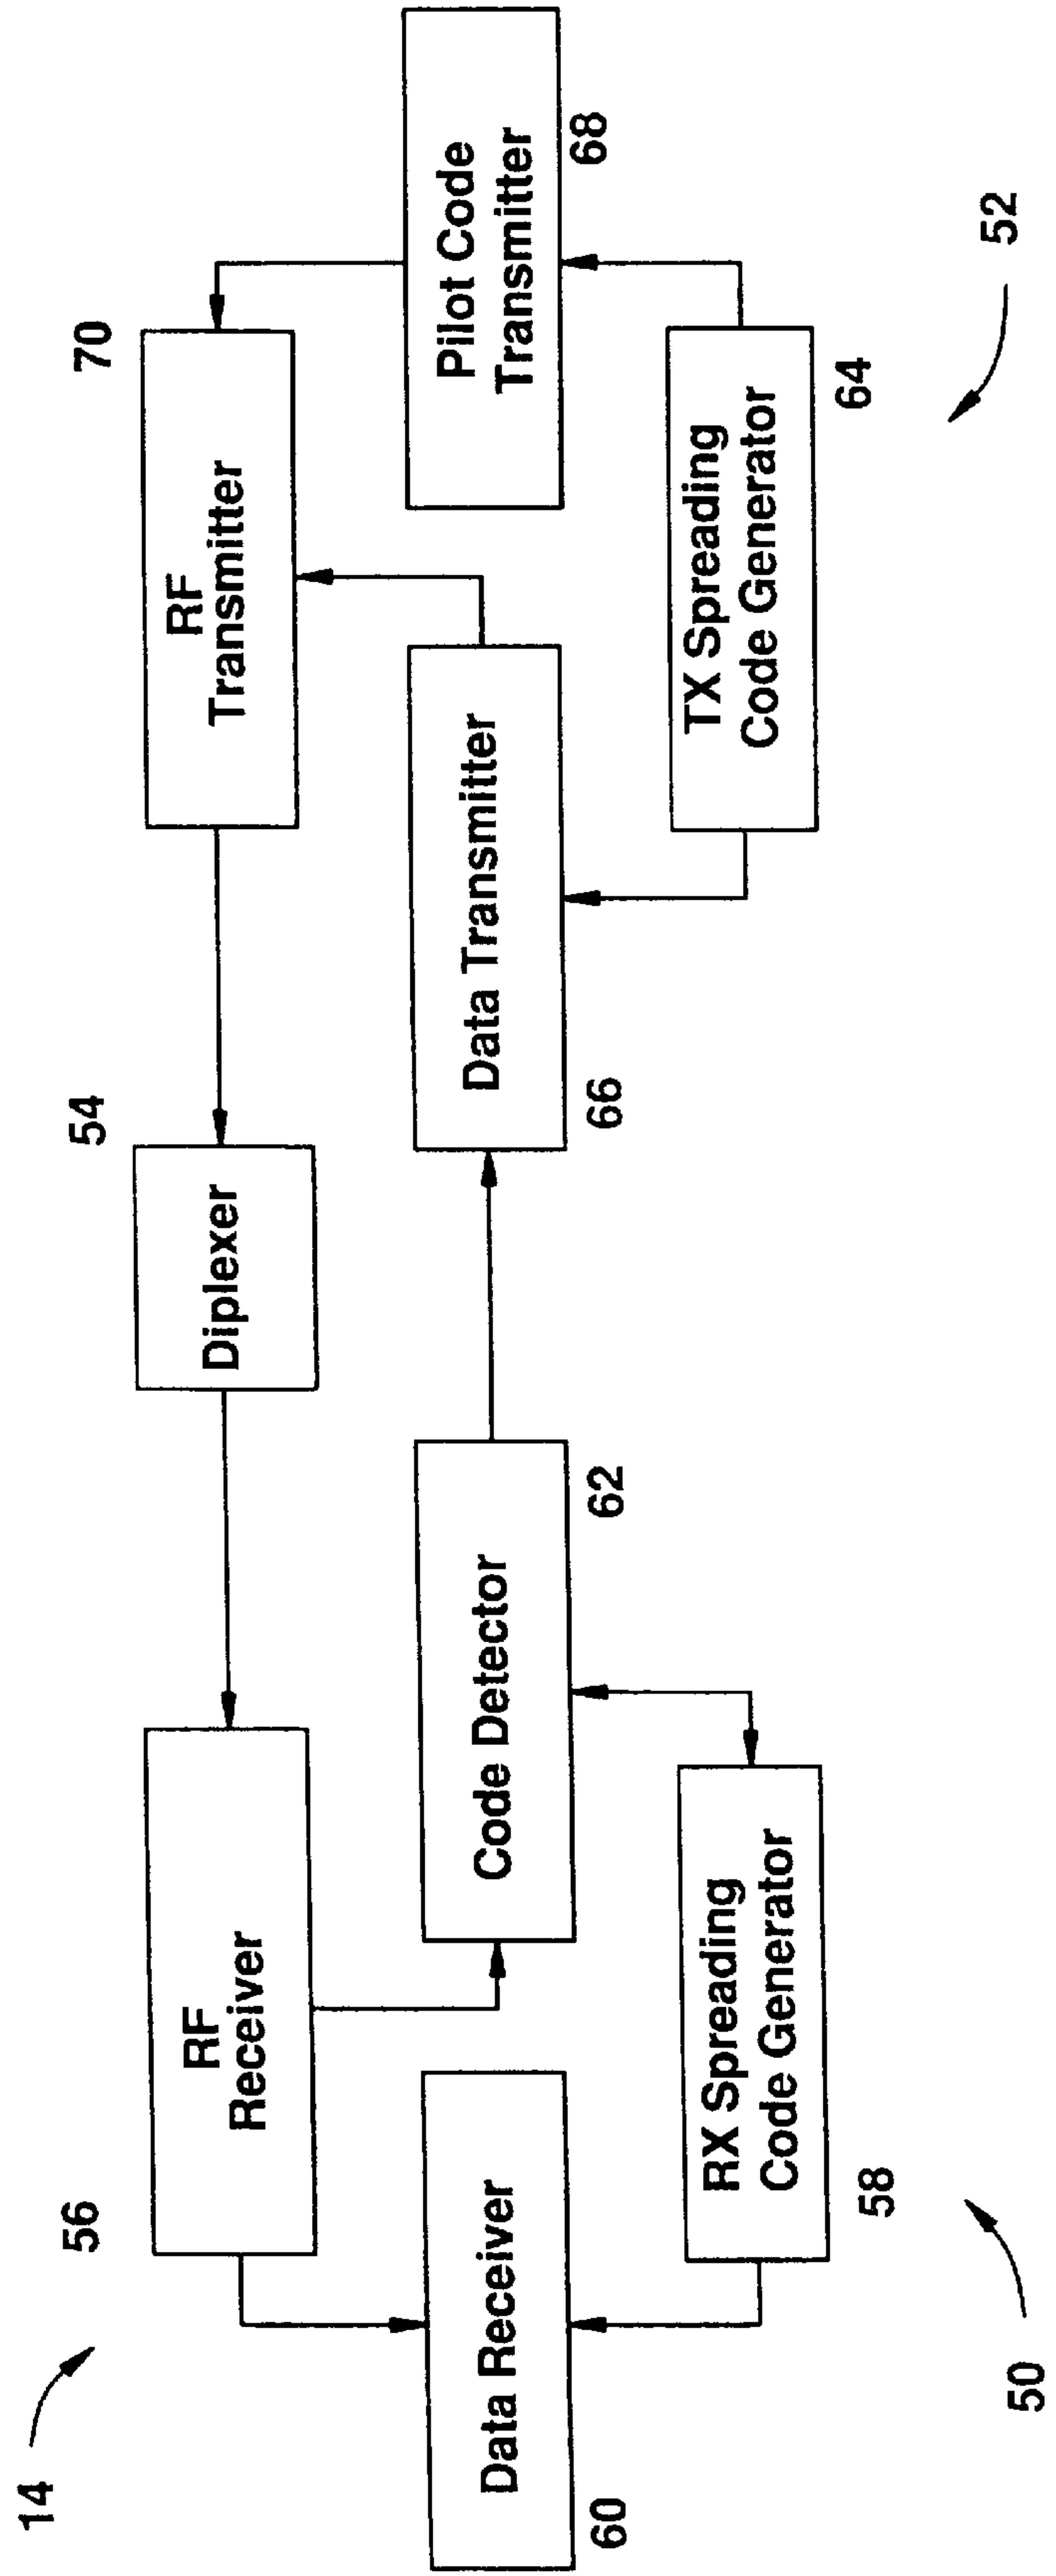 14
56
54
70
RF
Receiver
Diplexer
RF
Transmitter
Data Receiver
60
Code Detector
62
Data Transmitter
66
Pilot Code
Transmitter
68
RX Spreading
Code Generator
58
TX Spreading
Code Generator
64
50
52